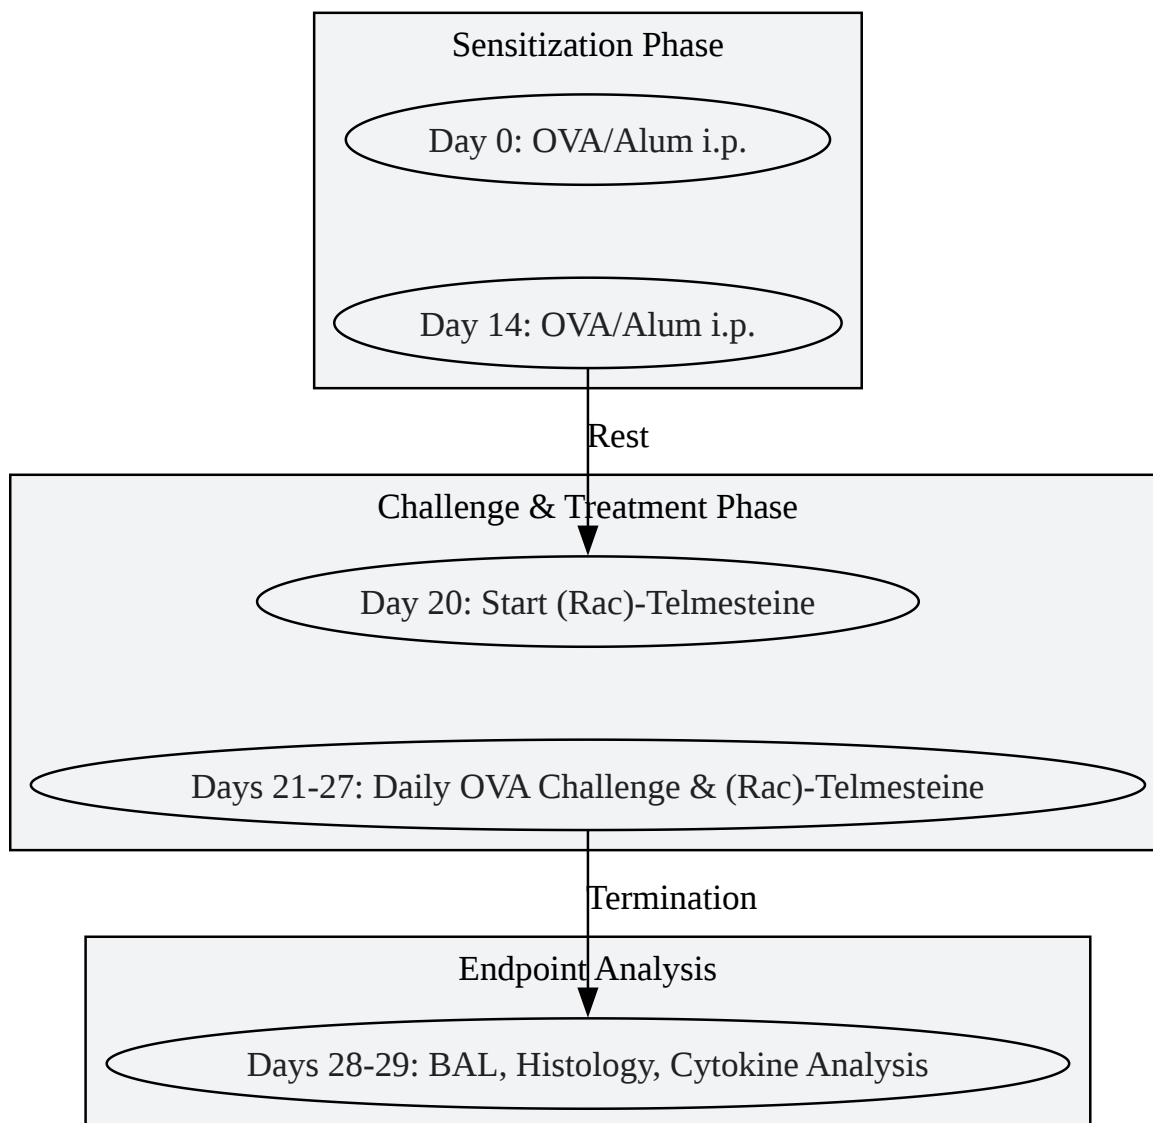 Sensitization Phase
Day 0: OVA/Alum i.p.
Day 14: OVA/Alum i.p.
Rest
Challenge & Treatment Phase
Day 20: Start (Rac)-Telmesteine
Days 21-27: Daily OVA Challenge & (Rac)-Telmesteine
Termination
Endpoint Analysis
Days 28-29: BAL, Histology, Cytokine Analysis